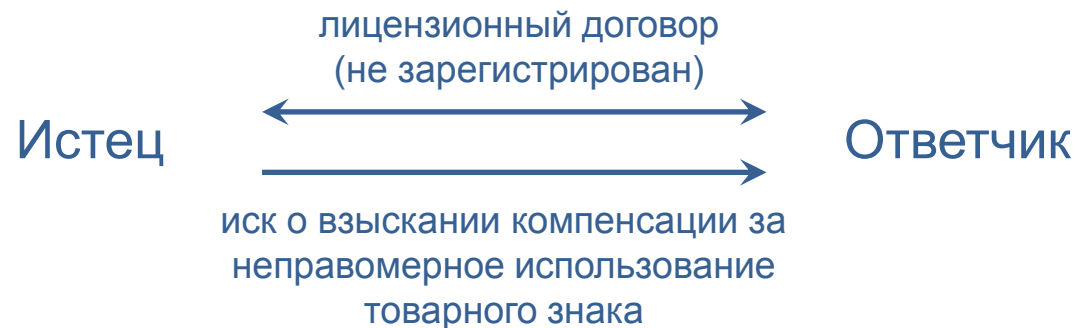 лицензионный договор
(не зарегистрирован)
Истец
Ответчик
иск о взыскании компенсации за
неправомерное использование
товарного знака